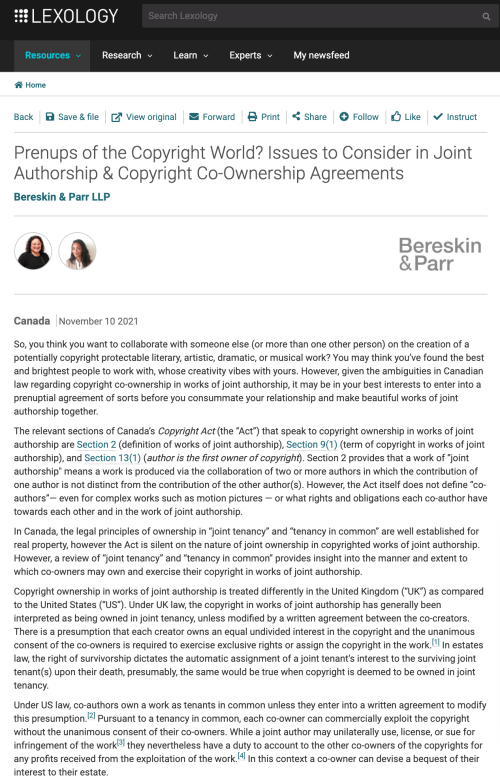 LEXOLOGY
Search Lexology
Resources
Research
Learn
Experts
My newsfeed
Home
Back
Save & file
View original
Forward
Print
Share
Follow
Like
Instruct
Prenups of the Copyright World? Issues to Consider in Joint
Authorship & Copyright Co-Ownership Agreements
Bereskin & Parr LLP
Bereskin
&Parr
Canada | November 10 2021
So, you think you want to collaborate with someone else (or more than one other person) on the creation of a
potentially copyright protectable literary, artistic, dramatic, or musical work? You may think you've found the best
and brightest people to work with, whose creativity vibes with yours. However, given the ambiguities in Canadian
law regarding copyright co-ownership in works of joint authorship, it may be in your best interests to enter into a
prenuptial agreement of sorts before you consummate your relationship and make beautiful works of joint
authorship together.
The relevant sections of Canada's Copyright Act (the "Act") that speak to copyright ownership in works of joint
authorship are Section 2 (definition of works of joint authorship), Section 9(1) (term of copyright in works of joint
authorship), and Section 13(1) (author is the first owner of copyright). Section 2 provides that a work of "joint
authorship" means a work is produced via the collaboration of two or more authors in which the contribution of
one author is not distinct from the contribution of the other author(s). However, the Act itself does not define "co-
authors"— even for complex works such as motion pictures — or what rights and obligations each co-author have
towards each other and in the work of joint authorship.
In Canada, the legal principles of ownership in "joint tenancy" and "tenancy in common" are well established for
real property, however the Act is silent on the nature of joint ownership in copyrighted works of joint authorship.
However, a review of "joint tenancy" and "tenancy in common" provides insight into the manner and extent to
which co-owners may own and exercise their copyright in works of joint authorship.
Copyright ownership in works of joint authorship is treated differently in the United Kingdom ("UK") as compared
to the United States ("US"). Under UK law, the copyright in works of joint authorship has generally been
interpreted as being owned in joint tenancy, unless modified by a written agreement between the co-creators.
There is a presumption that each creator owns an equal undivided interest in the copyright and the unanimous
consent of the co-owners is required to exercise exclusive rights or assign the copyright in the work.[1] In estates
law, the right of survivorship dictates the automatic assignment of a joint tenant's interest to the surviving joint
tenant(s) upon their death, presumably, the same would be true when copyright is deemed to be owned in joint
tenancy.
Under US law, co-authors own a work as tenants in common unless they enter into a written agreement to modify
this presumption.[2] Pursuant to a tenancy in common, each co-owner can commercially exploit the copyright
without the unanimous consent of their co-owners. While a joint author may unilaterally use, license, or sue for
infringement of the work[3] they nevertheless have a duty to account to the other co-owners of the copyrights for
any profits received from the exploitation of the work.[4] In this context a co-owner can devise a bequest of their
interest to their estate.